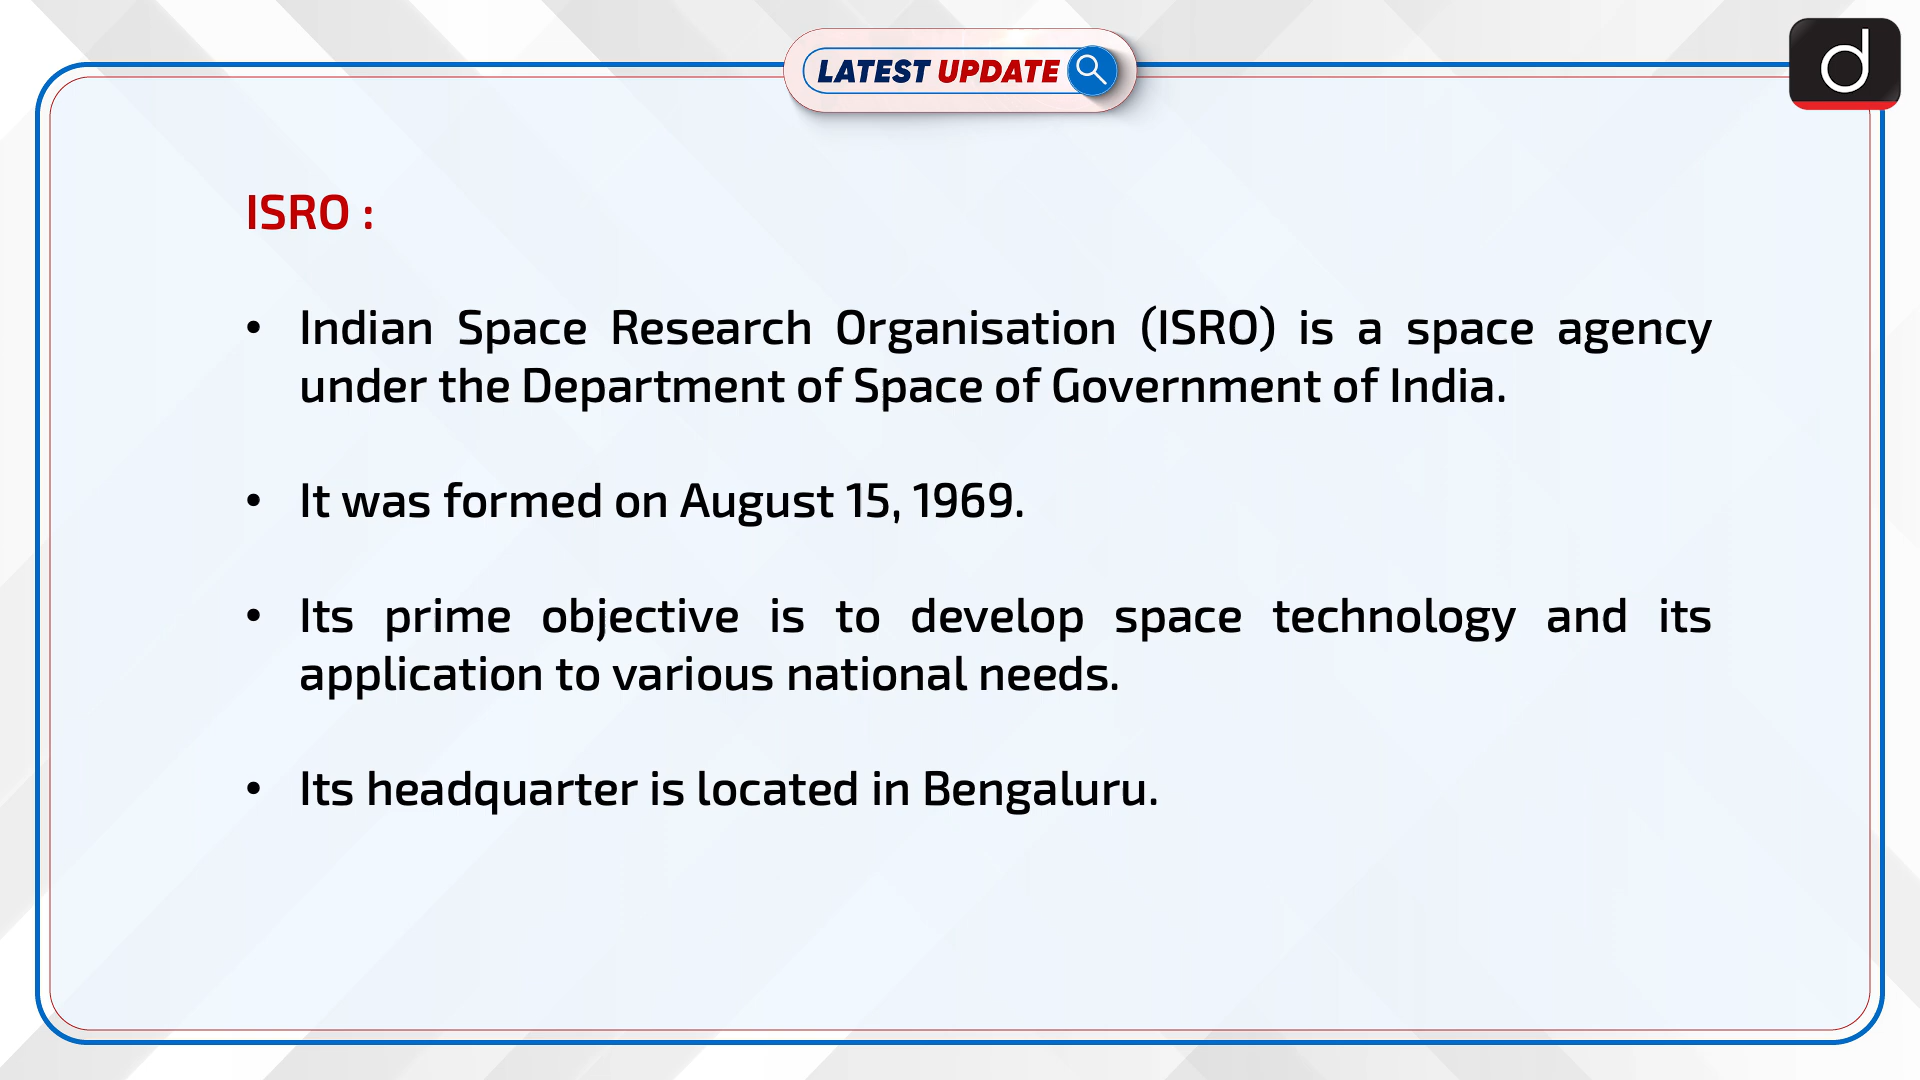 LATEST UPDATE
d
ISRO :
• Indian Space Research Organisation (ISRO) is a space agency
under the Department of Space of Government of India.
• It was formed on August 15, 1969.
• Its prime objective is to develop space technology and its
application to various national needs.
• Its headquarter is located in Bengaluru.